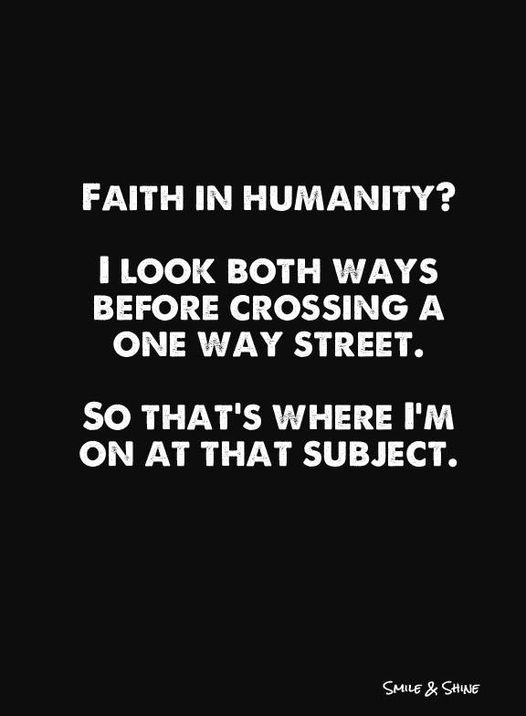 FAITH IN HUMANITY?
I LOOK BOTH WAYS
BEFORE CROSSING A
ONE WAY STREET.
SO THAT'S WHERE I'M
ON AT THAT SUBJECT.
SMILE & SHINE